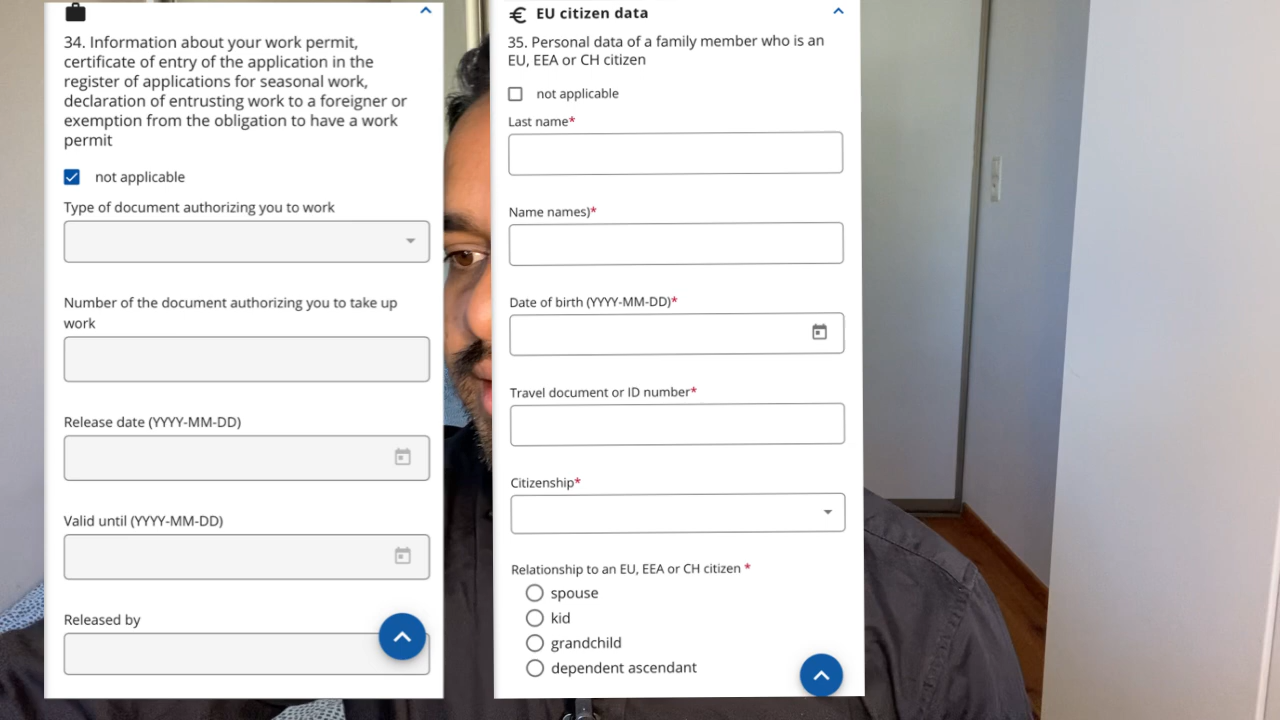 34. Information about your work permit,
certificate of entry of the application in the
register of applications for seasonal work,
declaration of entrusting work to a foreigner or
exemption from the obligation to have a work
permit
not applicable
Type of document authorizing you to work
Number of the document authorizing you to take up
work
Release date (YYYY-MM-DD)
Valid until (YYYY-MM-DD)
Released by
€ EU citizen data
35. Personal data of a family member who is an
EU, EEA or CH citizen
not applicable
Last name*
Name names)*
Date of birth (YYYY-MM-DD)*
Travel document or ID number*
Citizenship*
Relationship to an EU, EEA or CH citizen *
spouse
kid
grandchild
dependent ascendant